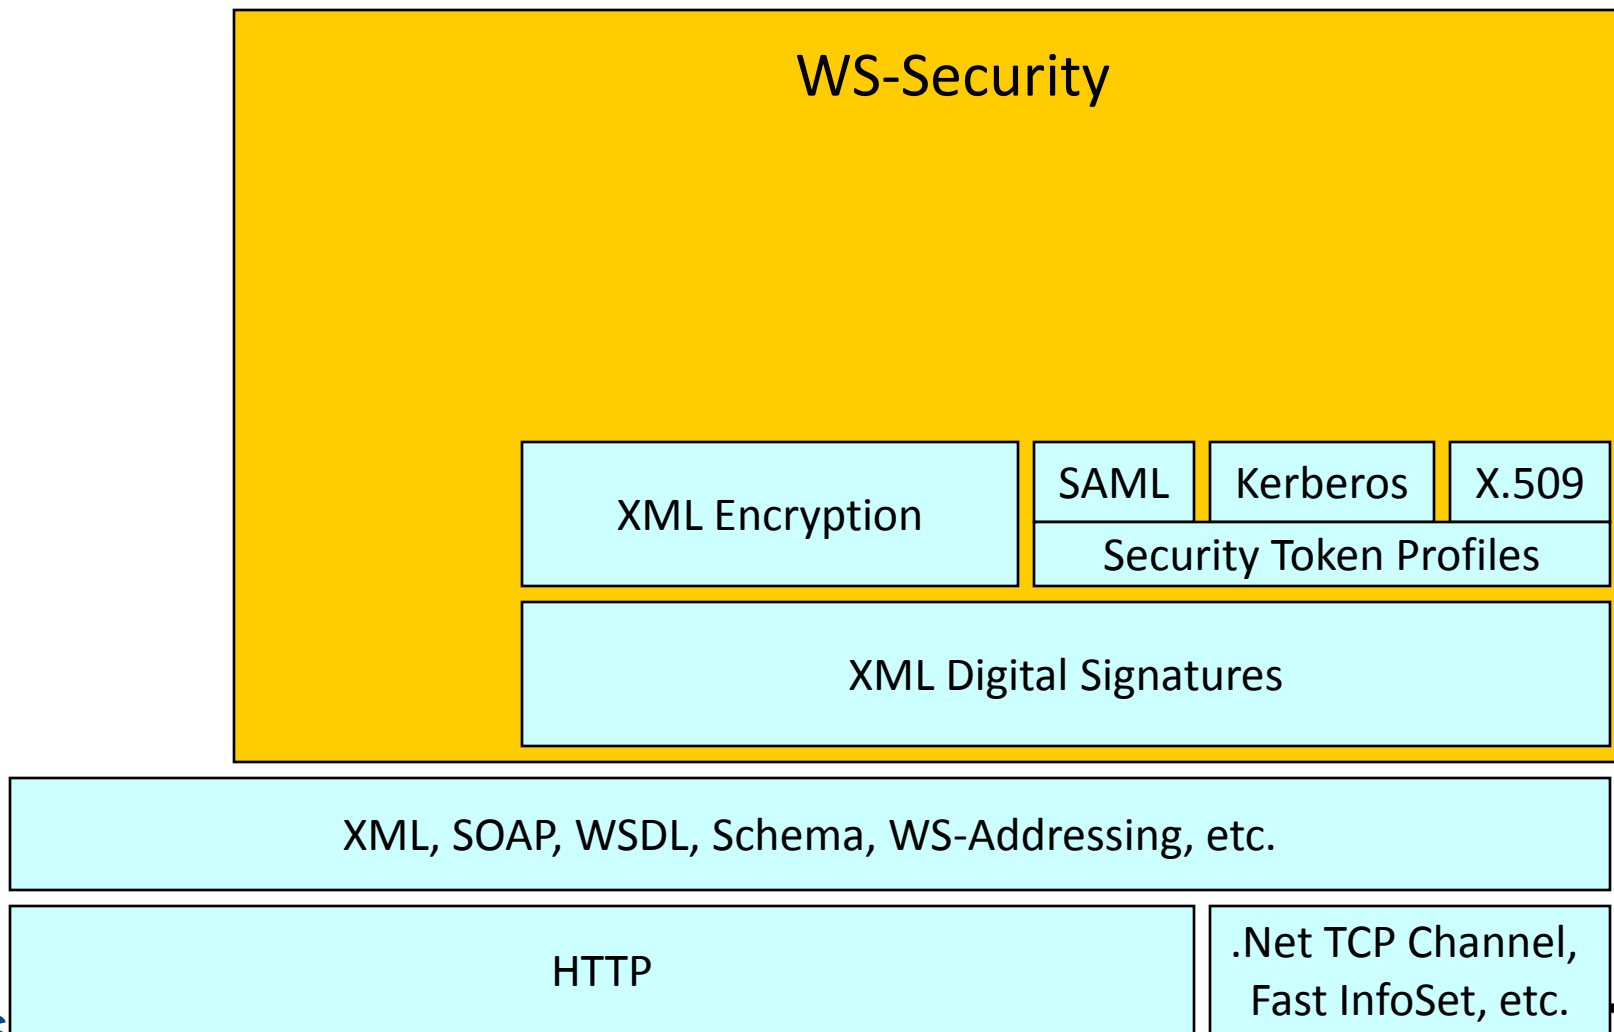 WS-Security
SAML
Kerberos
X.509
XML Encryption
Security Token Profiles
XML Digital Signatures
XML, SOAP, WSDL, Schema, WS-Addressing, etc.
HTTP
.Net TCP Channel,
Fast InfoSet, etc.